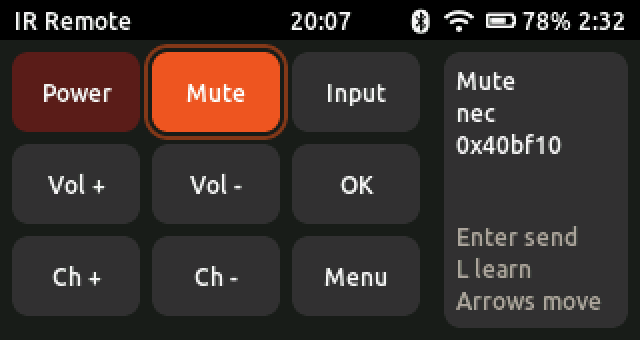 IR Remote 20:07 78% 2:32
Power Mute Input
Vol + Vol - OK
Ch + Ch - Menu
Mute
nec
0x40bf10
Enter send
L learn
Arrows move